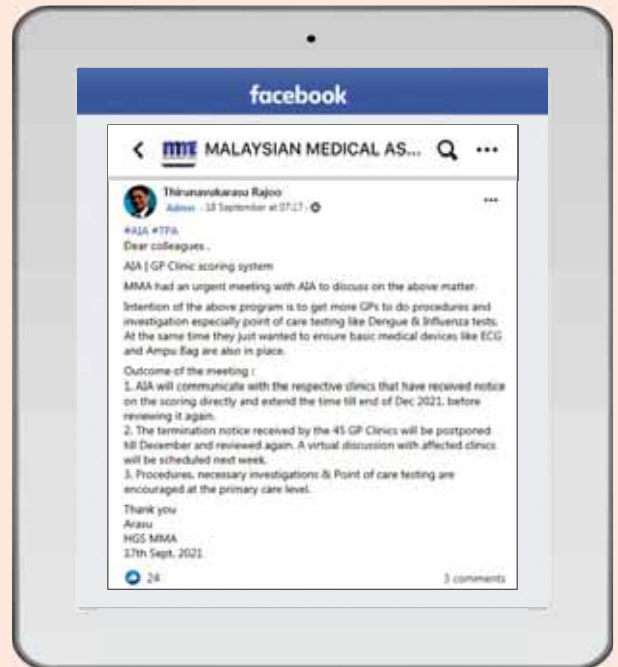 facebook
MALAYSIAN MEDICAL AS...
Thirunavukarasu Rajoo
Admin · 18 September at 07:17 ·
#AIA #TPA
Dear colleagues ,
AIA | GP Clinic scoring system
MMA had an urgent meeting with AIA to discuss on the above matter.
Intention of the above program is to get more GPs to do procedures and
investigation especially point of care testing like Dengue & Influenza tests.
At the same time they just wanted to ensure basic medical devices like ECG
and Ampu Bag are also in place.
Outcome of the meeting :
1. AIA will communicate with the respective clinics that have received notice
on the scoring directly and extend the time till end of Dec 2021, before
reviewing it again.
2. The termination notice received by the 45 GP Clinics will be postponed
till December and reviewed again. A virtual discussion with affected clinics
will be scheduled next week.
3. Procedures, necessary investigations & Point of care testing are
encouraged at the primary care level.
Thank you
Arasu
HGS MMA
17th Sept, 2021
24
3 comments